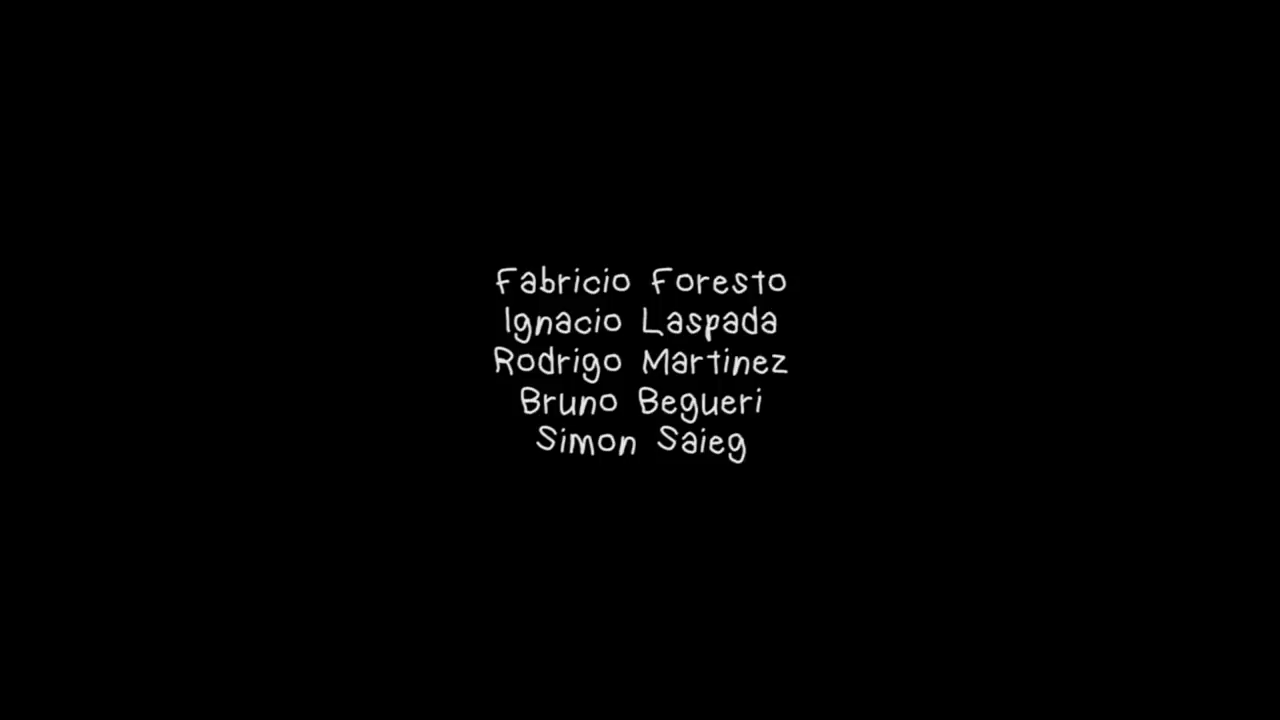 Fabricio Foresto
Ignacio Laspada
Rodrigo Martinez
Bruno Begueri
Simon Saieg